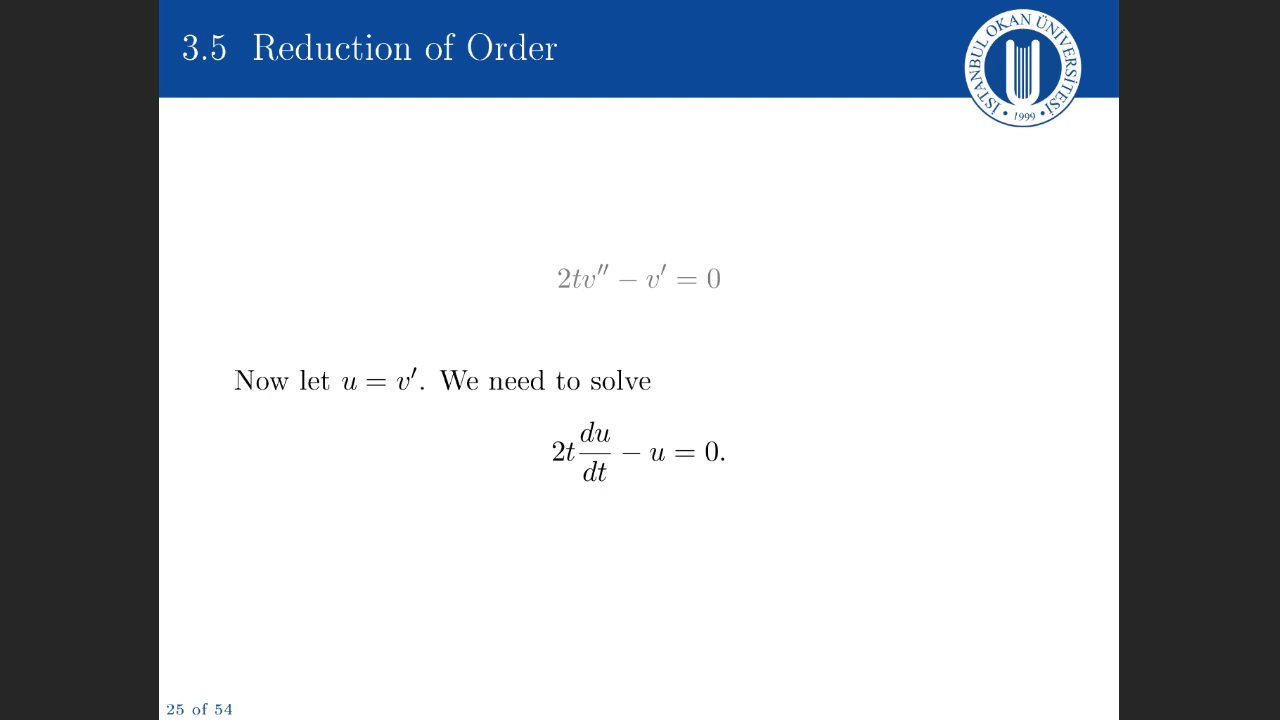 3.5 Reduction of Order
İSTANBUL OKAN ÜNİVERSİTESİ
• 1999 •
2tv″ − v′ = 0
Now let u = v′. We need to solve
2t du/dt − u = 0.
25 of 54